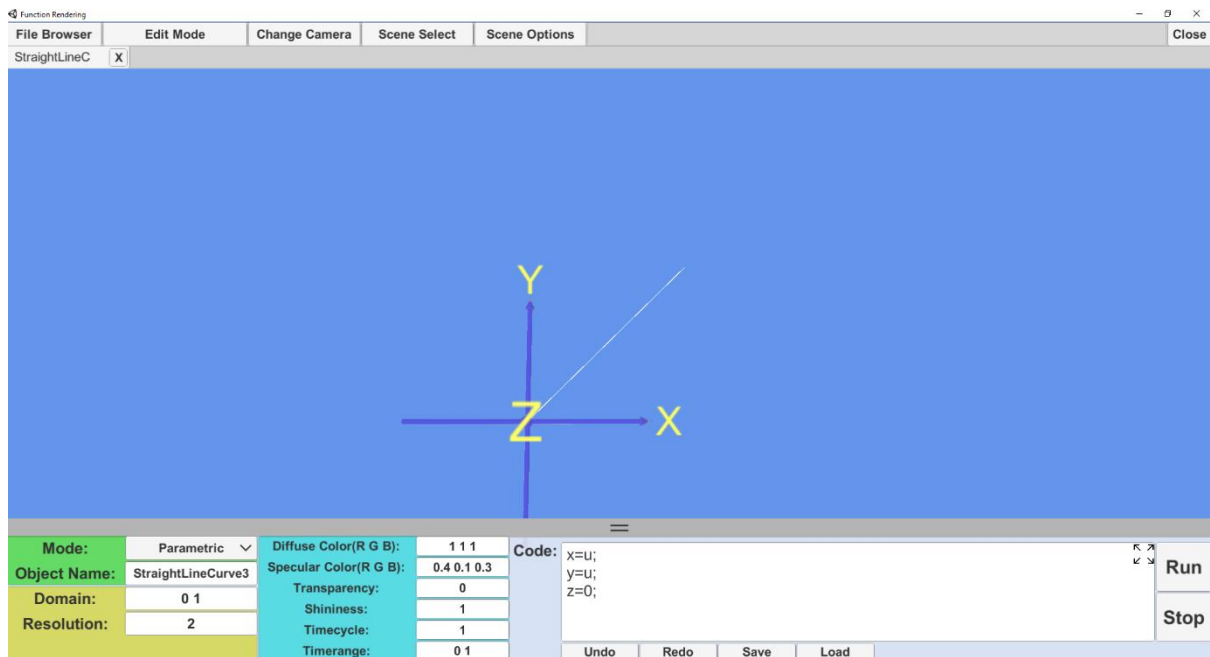 Function Rendering
File Browser Edit Mode Change Camera Scene Select Scene Options Close
StraightLineC X
Y
Z X
Mode: Parametric
Object Name: StraightLineCurve3
Domain: 0 1
Resolution: 2
Diffuse Color(R G B): 1 1 1
Specular Color(R G B): 0.4 0.1 0.3
Transparency: 0
Shininess: 1
Timecycle: 1
Timerange: 0 1
Code:
x=u;
y=u;
z=0;
Run
Stop
Undo Redo Save Load